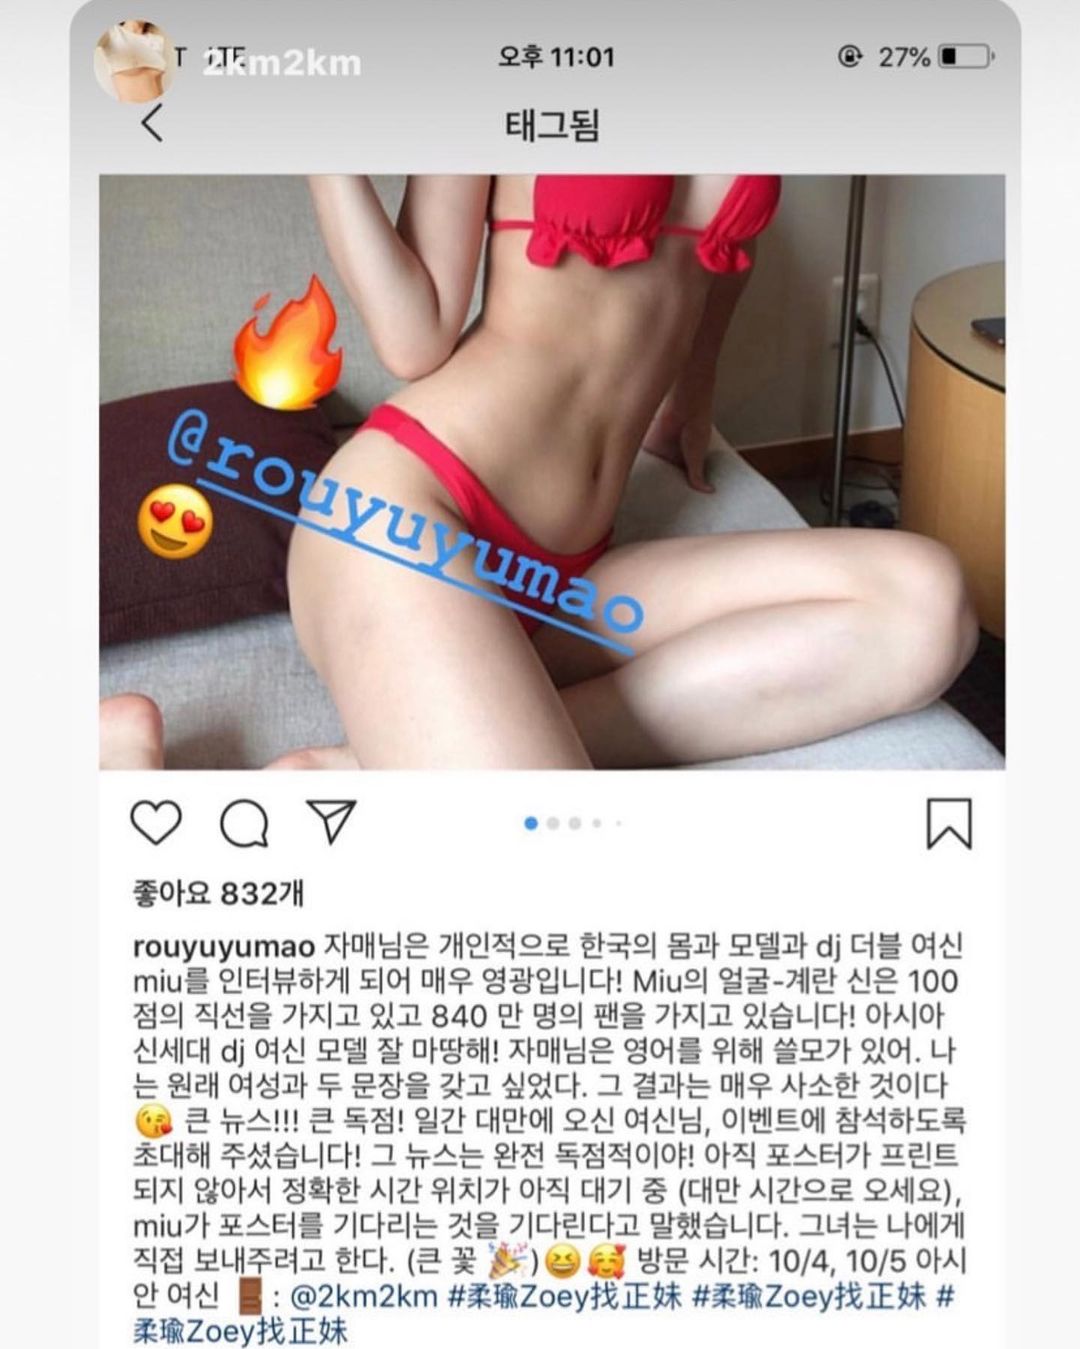 T LTE
2km2km
오후 11:01
27%
태그됨
@rouyuyumao
좋아요 832개
rouyuyumao 자매님은 개인적으로 한국의 몸과 모델과 dj 더블 여신
miu를 인터뷰하게 되어 매우 영광입니다! Miu의 얼굴-계란 신은 100
점의 직선을 가지고 있고 840 만 명의 팬을 가지고 있습니다! 아시아
신세대 dj 여신 모델 잘 마땅해! 자매님은 영어를 위해 쓸모가 있어. 나
는 원래 여성과 두 문장을 갖고 싶었다. 그 결과는 매우 사소한 것이다
😘 큰 뉴스!!! 큰 독점! 일간 대만에 오신 여신님, 이벤트에 참석하도록
초대해 주셨습니다! 그 뉴스는 완전 독점적이야! 아직 포스터가 프린트
되지 않아서 정확한 시간 위치가 아직 대기 중 (대만 시간으로 오세요),
miu가 포스터를 기다리는 것을 기다린다고 말했습니다. 그녀는 나에게
직접 보내주려고 한다. (큰 꽃 🎉)😆🥰 방문 시간: 10/4, 10/5 아시
안 여신 🚪 : @2km2km #柔瑜Zoey找正妹 #柔瑜Zoey找正妹 #
柔瑜Zoey找正妹